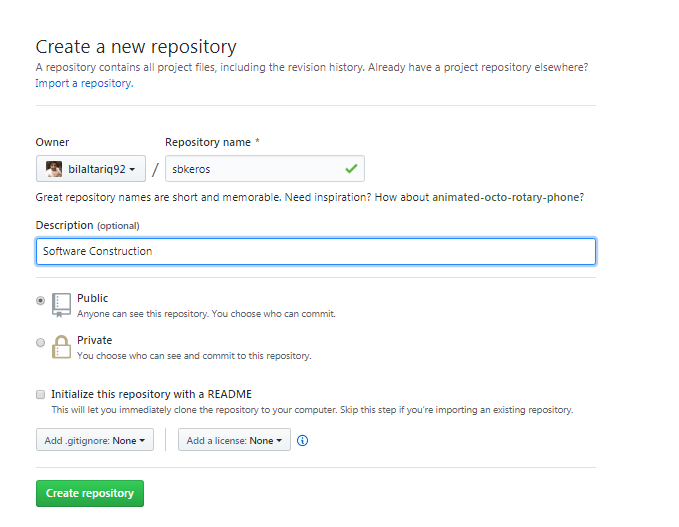 Create a new repository
A repository contains all project files, including the revision history. Already have a project repository elsewhere?
Import a repository.
Owner Repository name *
bilaltariq92 / sbkeros
Great repository names are short and memorable. Need inspiration? How about animated-octo-rotary-phone?
Description (optional)
Software Construction
Public
Anyone can see this repository. You choose who can commit.
Private
You choose who can see and commit to this repository.
Initialize this repository with a README
This will let you immediately clone the repository to your computer. Skip this step if you're importing an existing repository.
Add .gitignore: None Add a license: None
Create repository